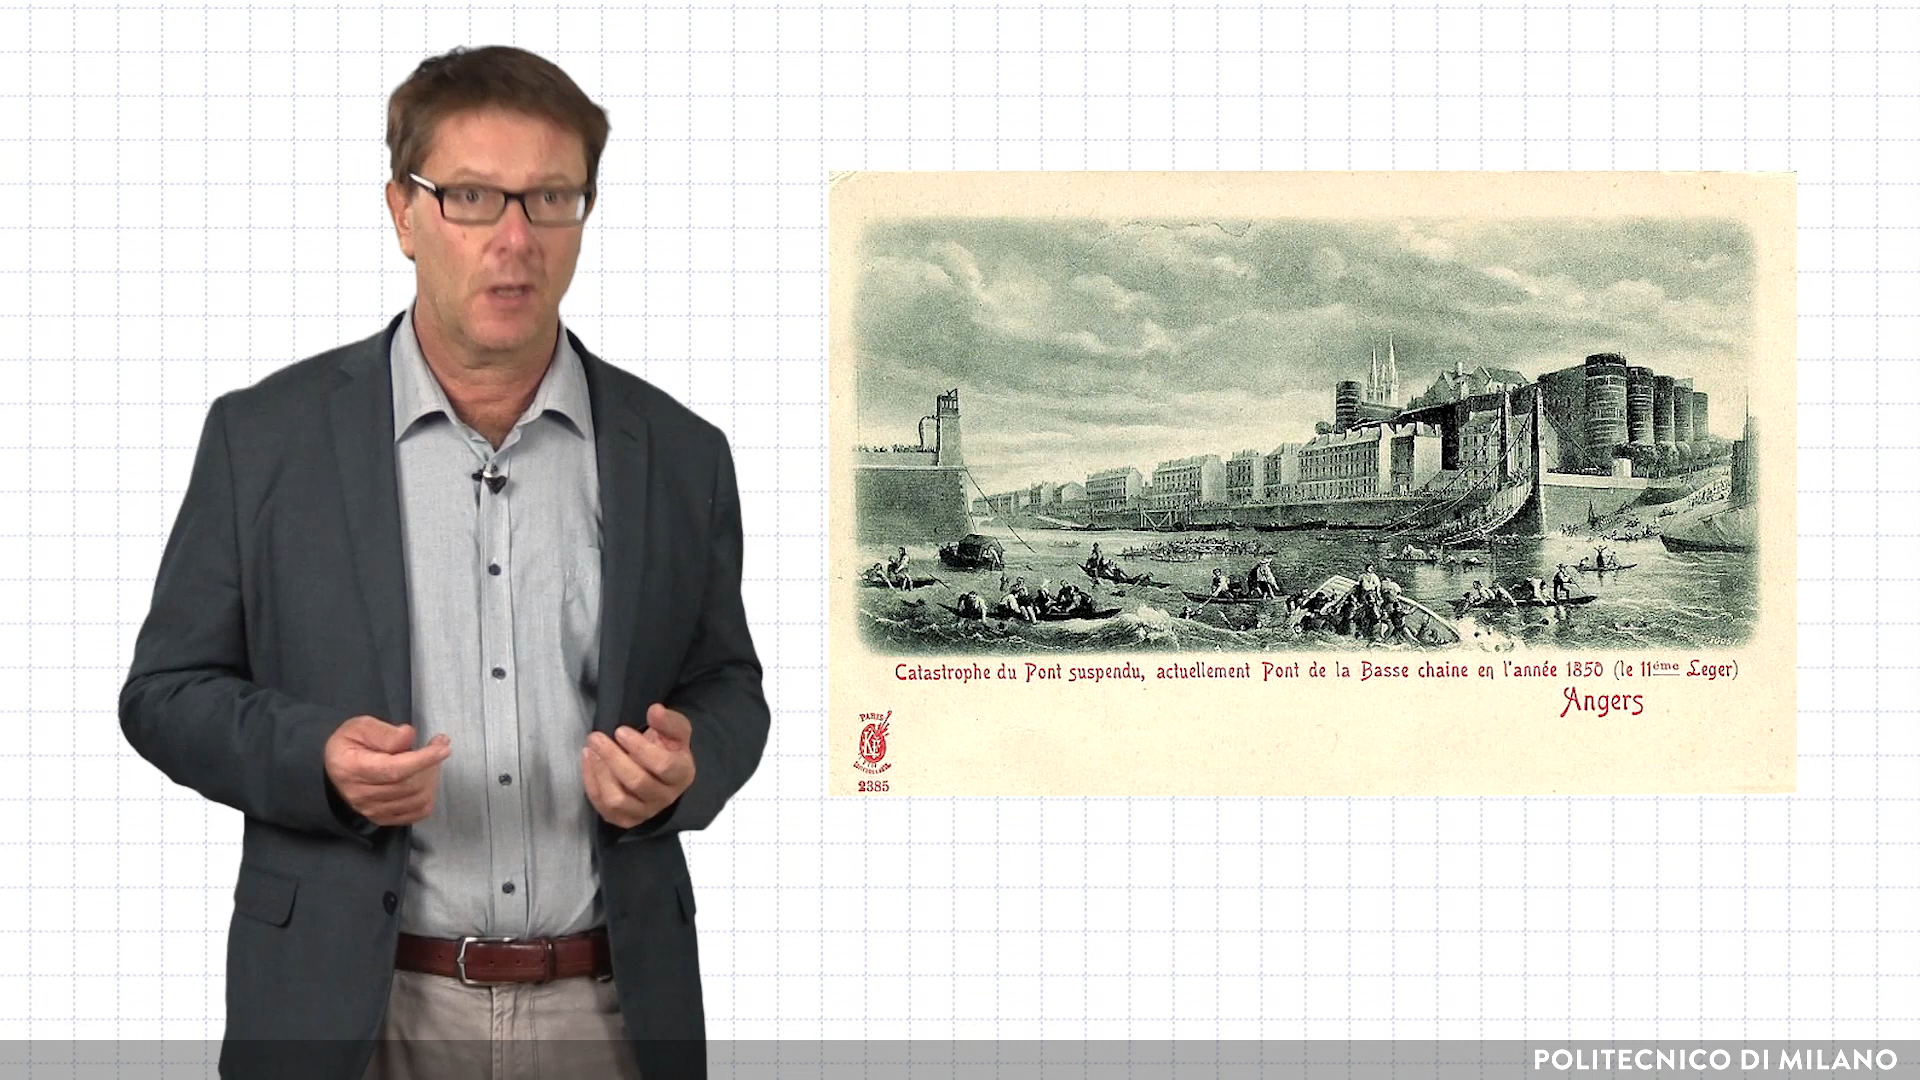 Catastrophe du Pont suspendu, actuellement Pont de la Basse chaine en l'année 1850 (le 11ème Leger)
Angers
PARIS
2385
POLITECNICO DI MILANO